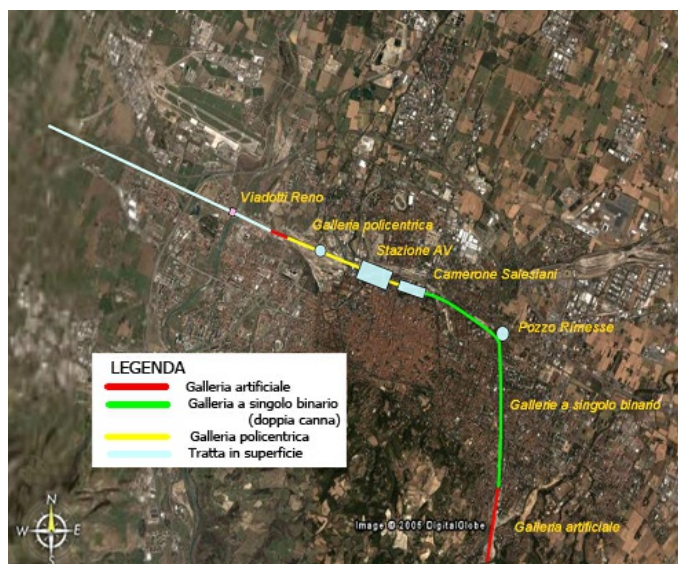 Viadotti Reno
Galleria policentrica
Stazione AV
Camerone Salesiani
Pozzo Rimesse
LEGENDA
Galleria artificiale
Galleria a singolo binario
(doppia canna)
Galleria policentrica
Tratta in superficie
Gallerie a singolo binario
N
W
E
S
Image © 2005 DigitalGlobe
Galleria artificiale